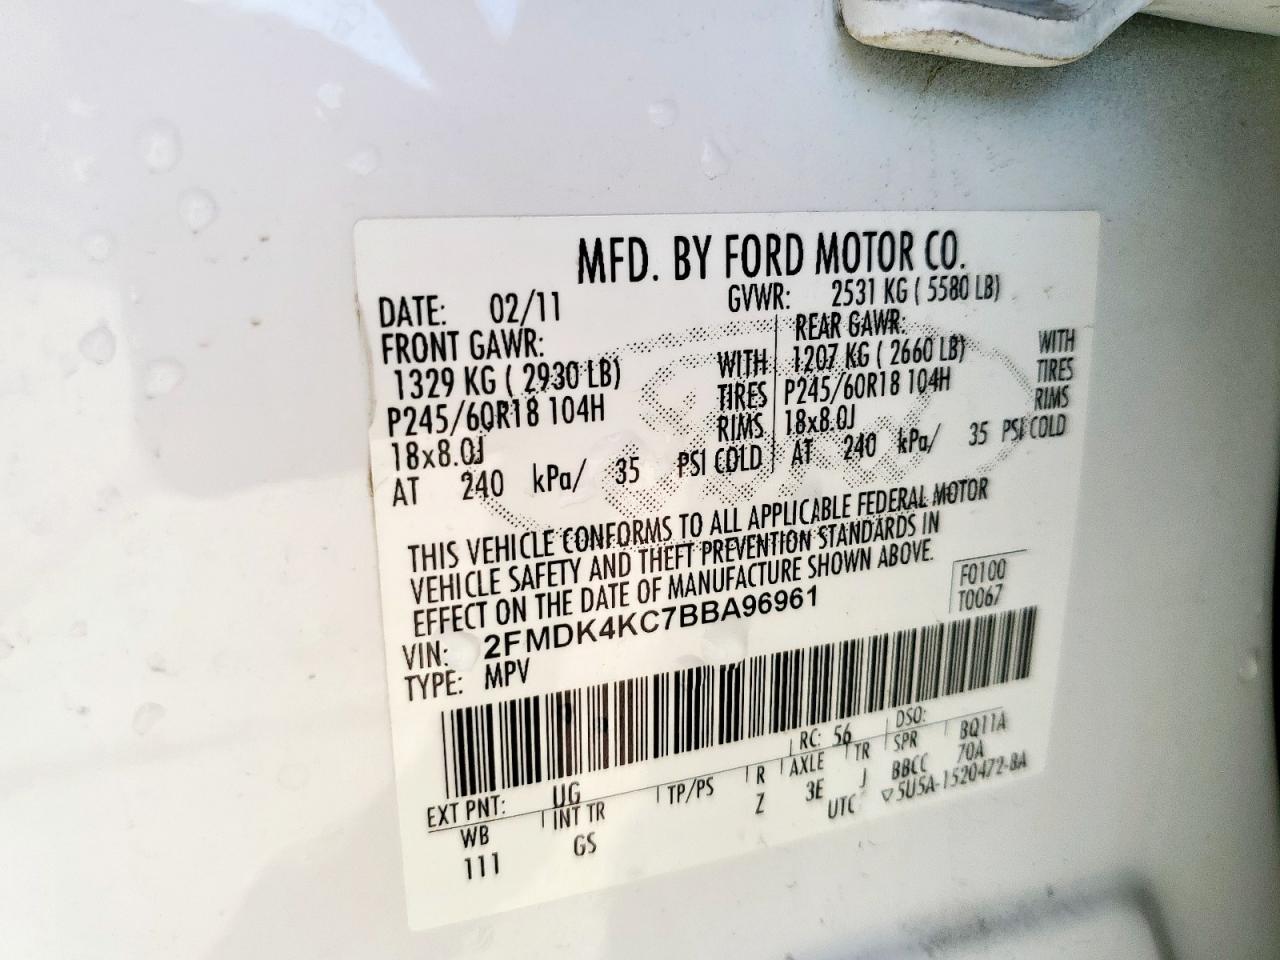 MFD. BY FORD MOTOR CO.
DATE: 02/11 GVWR: 2531 KG ( 5580 LB)
FRONT GAWR: REAR GAWR:
1329 KG ( 2930 LB) WITH 1207 KG ( 2660 LB) WITH
P245/60R18 104H TIRES P245/60R18 104H TIRES
18x8.0J RIMS 18x8.0J RIMS
AT 240 kPa/ 35 PSI COLD AT 240 kPa/ 35 PSI COLD
THIS VEHICLE CONFORMS TO ALL APPLICABLE FEDERAL MOTOR
VEHICLE SAFETY AND THEFT PREVENTION STANDARDS IN
EFFECT ON THE DATE OF MANUFACTURE SHOWN ABOVE.
F0100
T0067
VIN: 2FMDK4KC7BBA96961
TYPE: MPV
EXT PNT: UG RC: 56 DSO:
WB INT TR TP/PS R AXLE TR SPR BQ11A
111 GS Z 3E J BBCC 70A
UTC ▽5U5A-1520472-BA